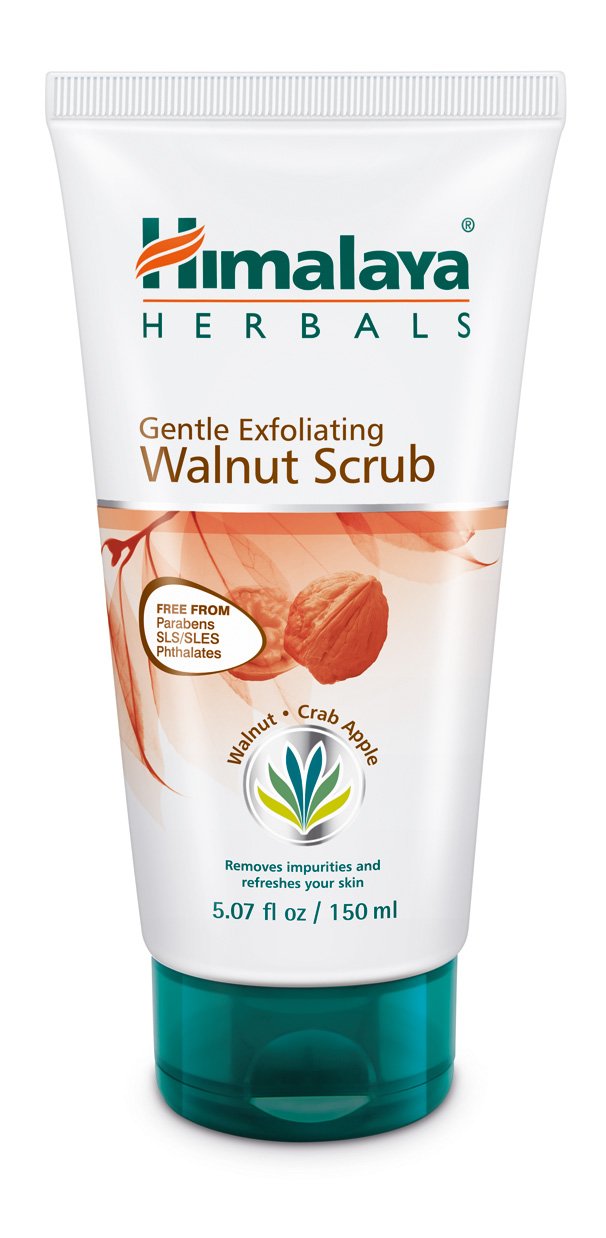 Himalaya®
HERBALS
Gentle Exfoliating
Walnut Scrub
FREE FROM
Parabens
SLS/SLES
Phthalates
Walnut • Crab Apple
Removes impurities and
refreshes your skin
5.07 fl oz / 150 ml